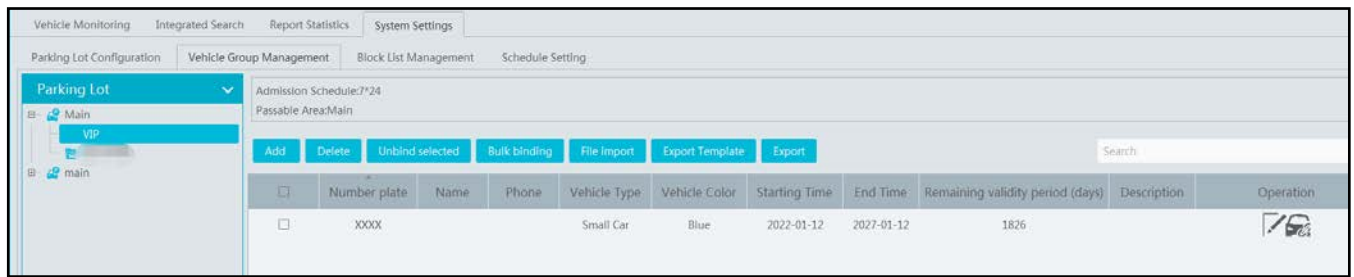 Vehicle Monitoring Integrated Search Report Statistics System Settings
Parking Lot Configuration Vehicle Group Management Block List Management Schedule Setting
Parking Lot
Main
VIP
main
Admission Schedule:7*24
Passable Area:Main
Add Delete Unbind selected Bulk binding File Import Export Template Export Search
Number plate Name Phone Vehicle Type Vehicle Color Starting Time End Time Remaining validity period (days) Description Operation
XXXX Small Car Blue 2022-01-12 2027-01-12 1826